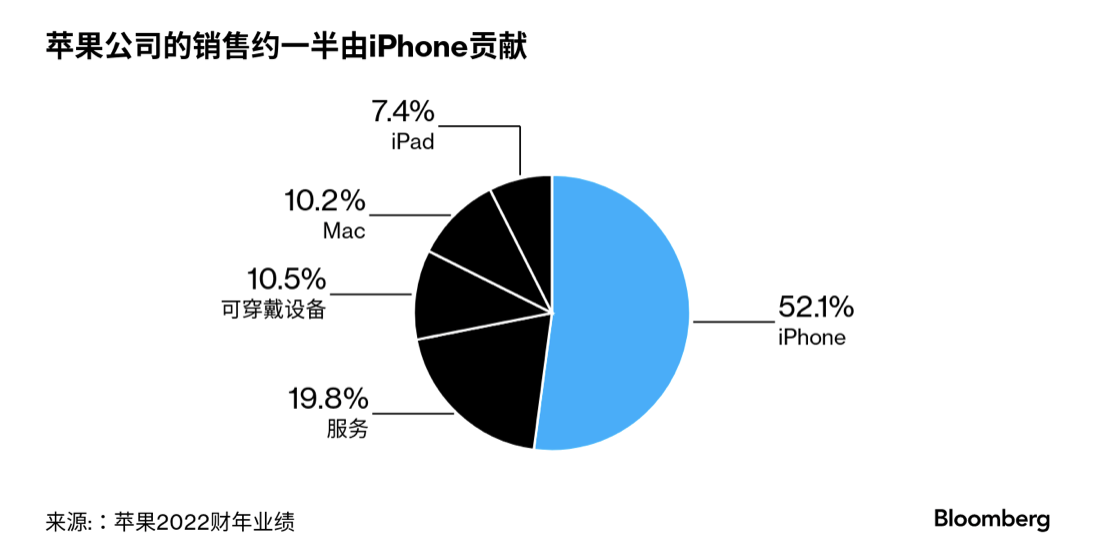 苹果公司的销售约一半由iPhone贡献
7.4%
iPad
10.2%
Mac
10.5%
可穿戴设备
52.1%
iPhone
19.8%
服务
来源:：苹果2022财年业绩
Bloomberg